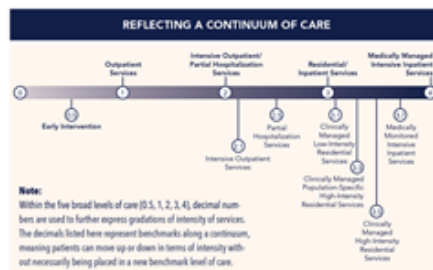 REFLECTING A CONTINUUM OF CARE
Outpatient
Services
Intensive Outpatient/
Partial Hospitalization
Services
Residential/
Inpatient Services
Medically Managed
Intensive Inpatient
Services
0
1
2
3
4
Early Intervention
Intensive Outpatient
Services
Partial
Hospitalization
Services
Clinically
Managed
Low-Intensity
Residential
Services
Clinically Managed
Population-Specific
High-Intensity
Residential Services
Clinically
Managed
High-Intensity
Residential
Services
Medically
Monitored
Intensive
Inpatient
Services
Note:
Within the five broad levels of care (0.5, 1, 2, 3, 4), decimal num-
bers are used to further express gradations of intensity of services.
The decimals listed here represent benchmarks along a continuum,
meaning patients can move up or down in terms of intensity with-
out necessarily being placed in a new benchmark level of care.